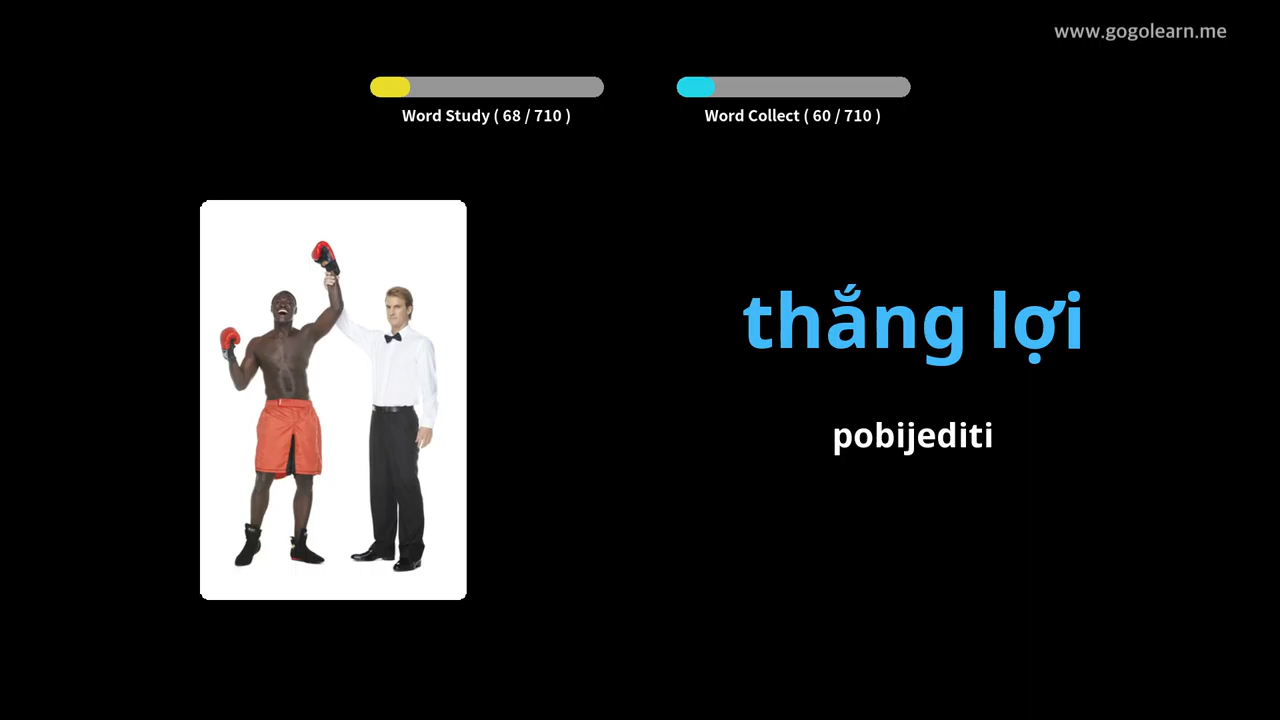 www.gogolearn.me
Word Study ( 68 / 710 )
Word Collect ( 60 / 710 )
thắng lợi
pobijediti